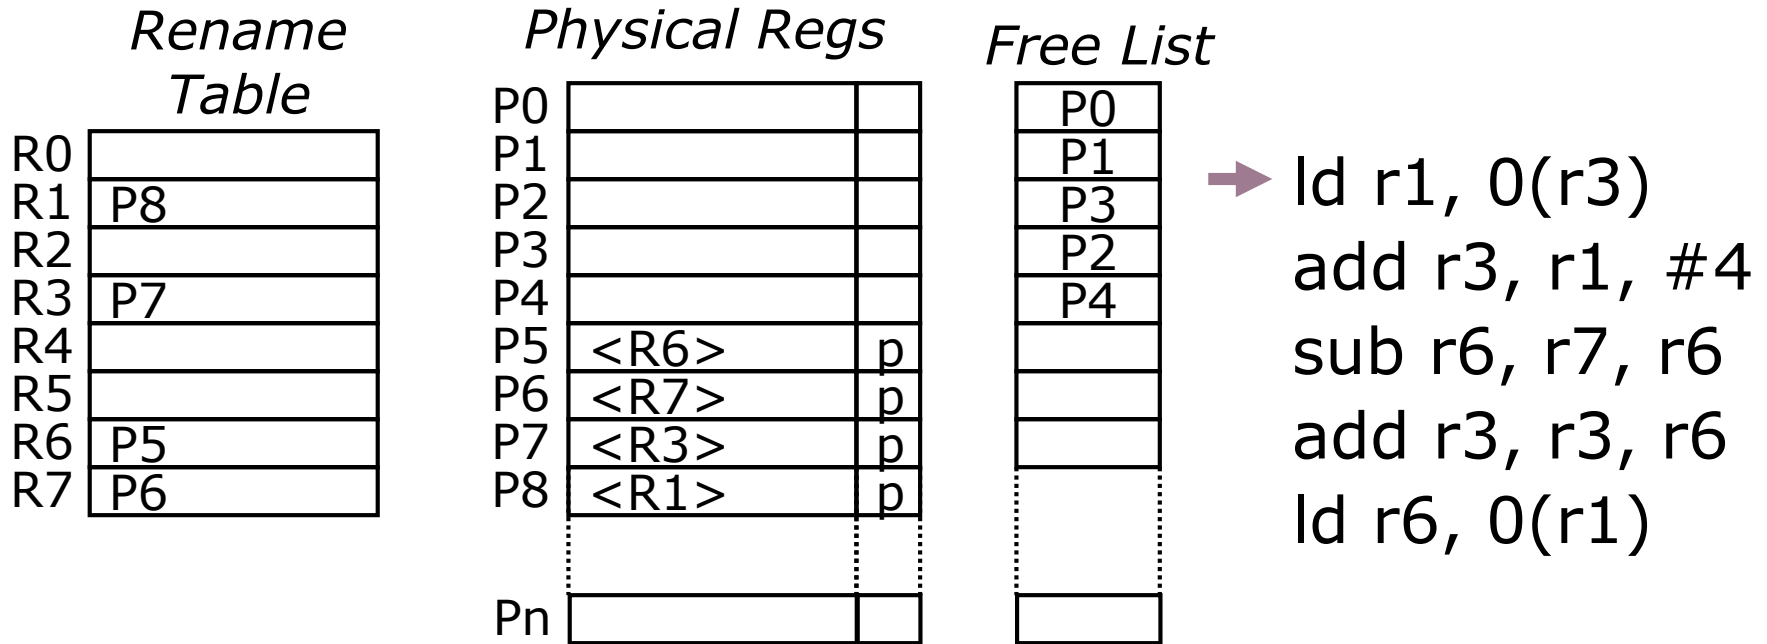 Rename
Table
R0
R1 P8
R2
R3 P7
R4
R5
R6 P5
R7 P6
Physical Regs
P0
P1
P2
P3
P4
P5 <R6> p
P6 <R7> p
P7 <R3> p
P8 <R1> p
Pn
Free List
P0
P1
P3
P2
P4
ld r1, 0(r3)
add r3, r1, #4
sub r6, r7, r6
add r3, r3, r6
ld r6, 0(r1)